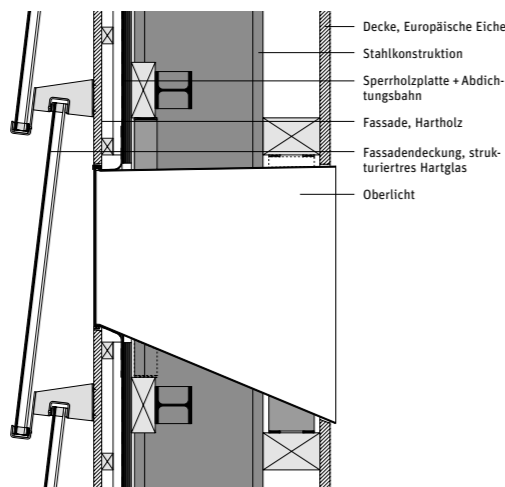 Decke, Europäische Eiche
Stahlkonstruktion
Sperrholzplatte + Abdich-
tungsbahn
Fassade, Hartholz
Fassadendeckung, struk-
turiertres Hartglas
Oberlicht